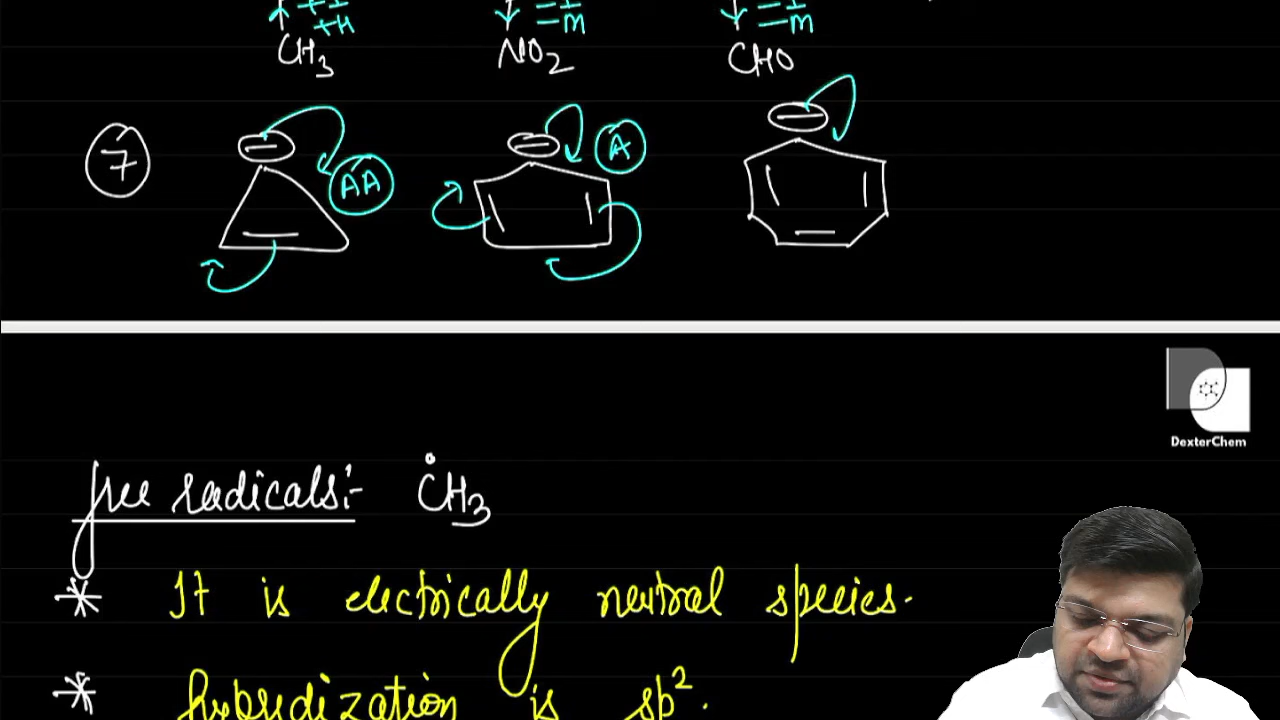 +I +H =I -m =I -m
CH3 NO2 CHO
7 AA A
DexterChem
free radicals:- ĊH3
* It is electrically neutral species.
* hybridization is sp².